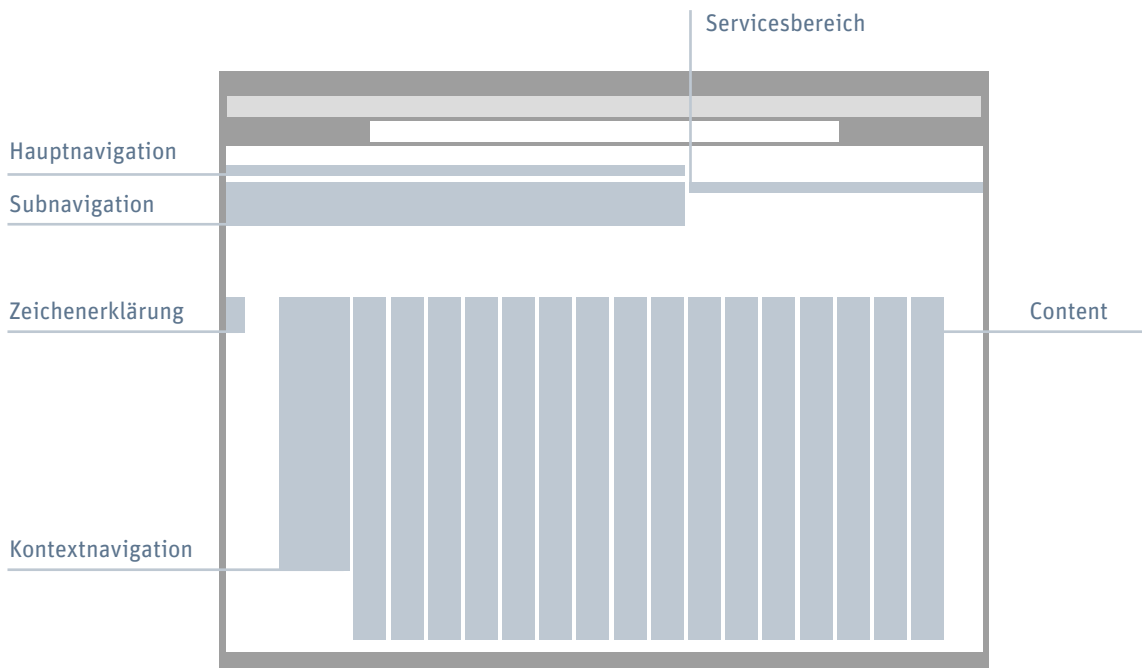 Servicesbereich
Hauptnavigation
Subnavigation
Zeichenerklärung
Content
Kontextnavigation